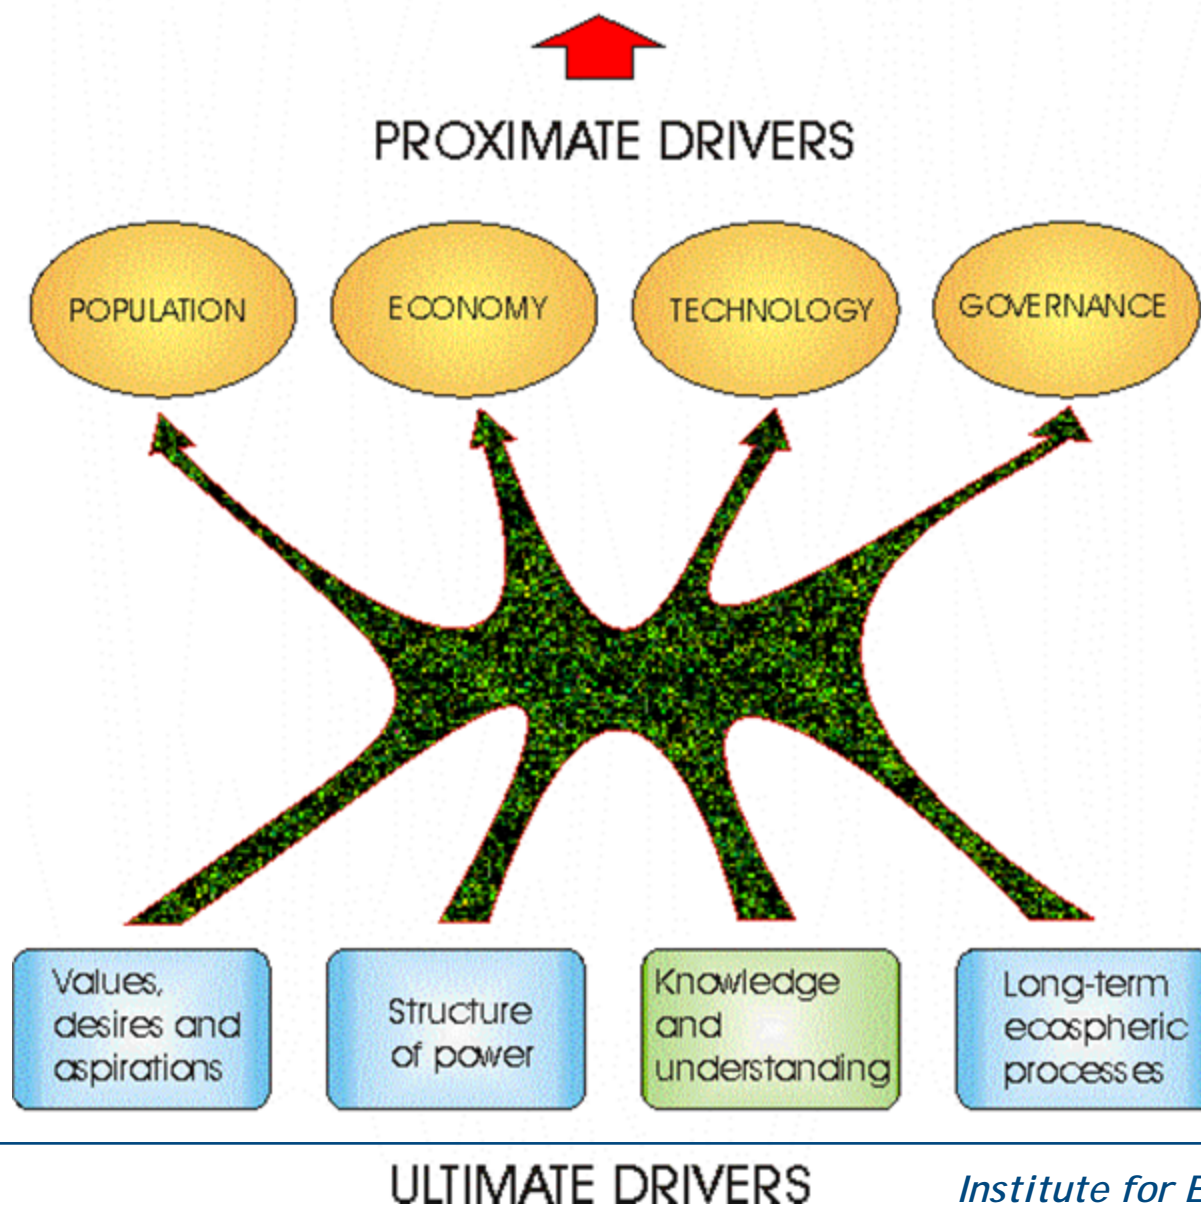 PROXIMATE DRIVERS
POPULATION
ECONOMY
TECHNOLOGY
GOVERNANCE
Values,
desires and
aspirations
Structure
of power
Knowledge
and
understanding
Long-term
ecospheric
processes
ULTIMATE DRIVERS
Institute for